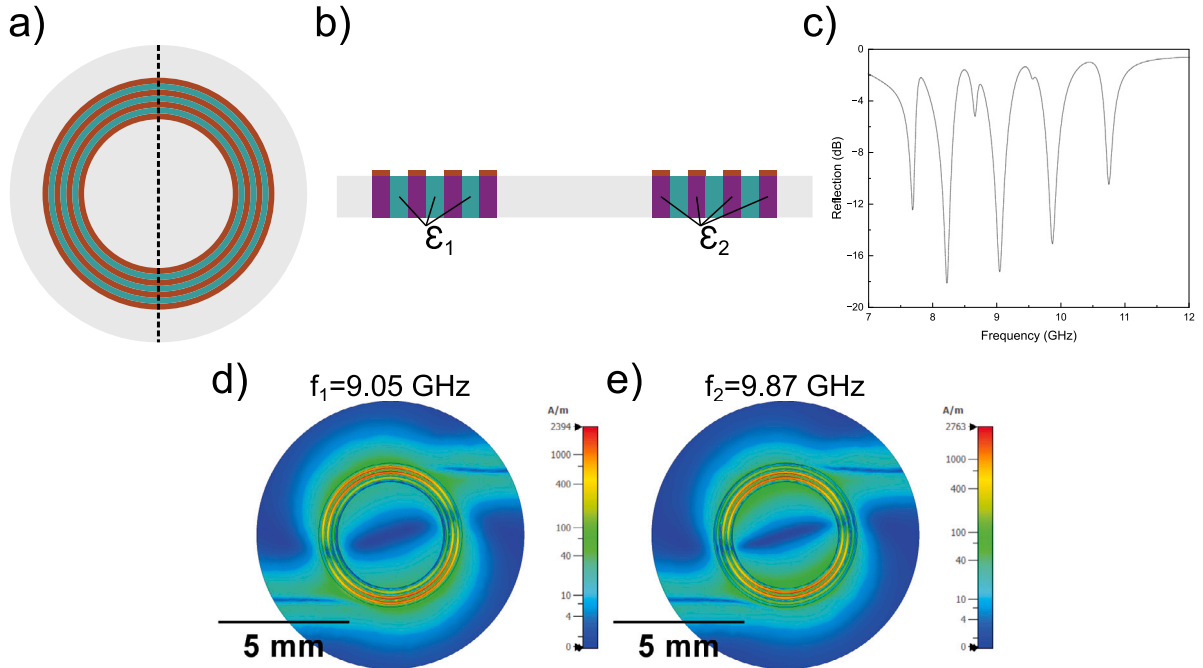 a)
b)
c)
ε₁
ε₂
0
−4
−8
−12
−16
−20
Reflection (dB)
7
8
9
10
11
12
Frequency (GHz)
d)
f₁=9.05 GHz
A/m
2394
1000
400
100
40
10
4
0
5 mm
e)
f₂=9.87 GHz
A/m
2763
1000
400
100
40
10
4
0
5 mm